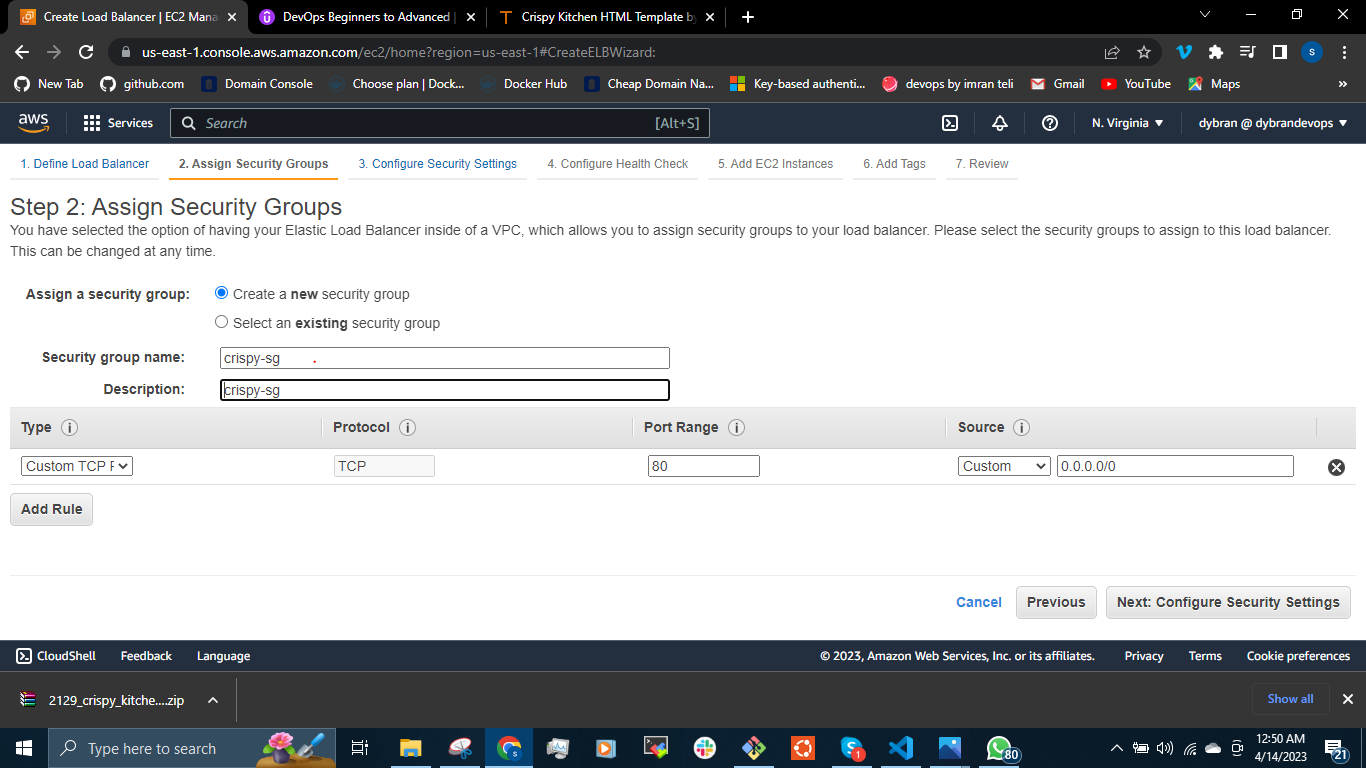 Create Load Balancer | EC2 Mana
DevOps Beginners to Advanced |
Crispy Kitchen HTML Template by
us-east-1.console.aws.amazon.com/ec2/home?region=us-east-1#CreateELBWizard:
S
New Tab
github.com
Domain Console
Choose plan | Dock...
Docker Hub
Cheap Domain Na...
Key-based authenti...
devops by imran teli
Gmail
YouTube
Maps
»
aws
Services
Search
[Alt+S]
N. Virginia
dybran @ dybrandevops
1. Define Load Balancer
2. Assign Security Groups
3. Configure Security Settings
4. Configure Health Check
5. Add EC2 Instances
6. Add Tags
7. Review
Step 2: Assign Security Groups
You have selected the option of having your Elastic Load Balancer inside of a VPC, which allows you to assign security groups to your load balancer. Please select the security groups to assign to this load balancer.
This can be changed at any time.
Assign a security group:
Create a new security group
Select an existing security group
Security group name:
crispy-sg
Description:
crispy-sg
Type
Protocol
Port Range
Source
Custom TCP F
TCP
80
Custom
0.0.0.0/0
Add Rule
Cancel
Previous
Next: Configure Security Settings
CloudShell
Feedback
Language
© 2023, Amazon Web Services, Inc. or its affiliates.
Privacy
Terms
Cookie preferences
2129_crispy_kitche....zip
Show all
Type here to search
S
1
80
12:50 AM
4/14/2023
21